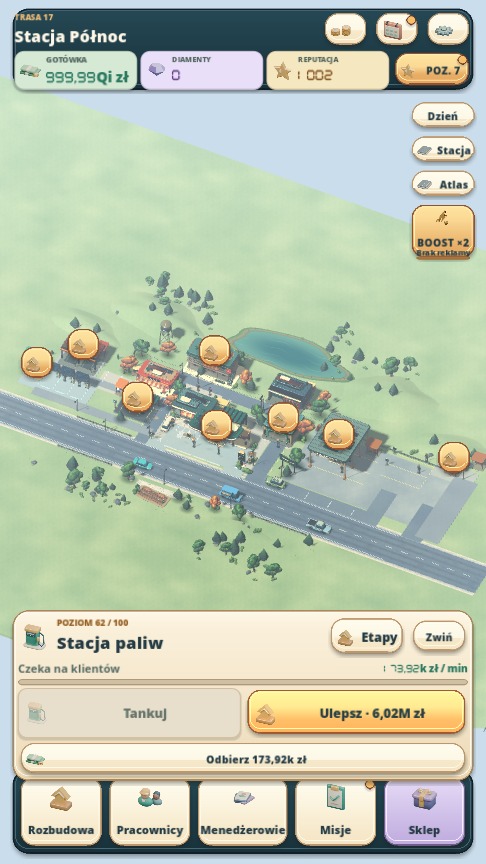 TRASA 17
Stacja Północ
GOTÓWKA
999,99Qi zł
DIAMENTY
0
REPUTACJA
1 002
POZ. 7
Dzień
Stacja
Atlas
BOOST ×2
Brak reklamy
POZIOM 62 / 100
Stacja paliw
Etapy
Zwiń
Czeka na klientów
173,92k zł / min
Tankuj
Ulepsz · 6,02M zł
Odbierz 173,92k zł
Rozbudowa
Pracownicy
Menedżerowie
Misje
Sklep